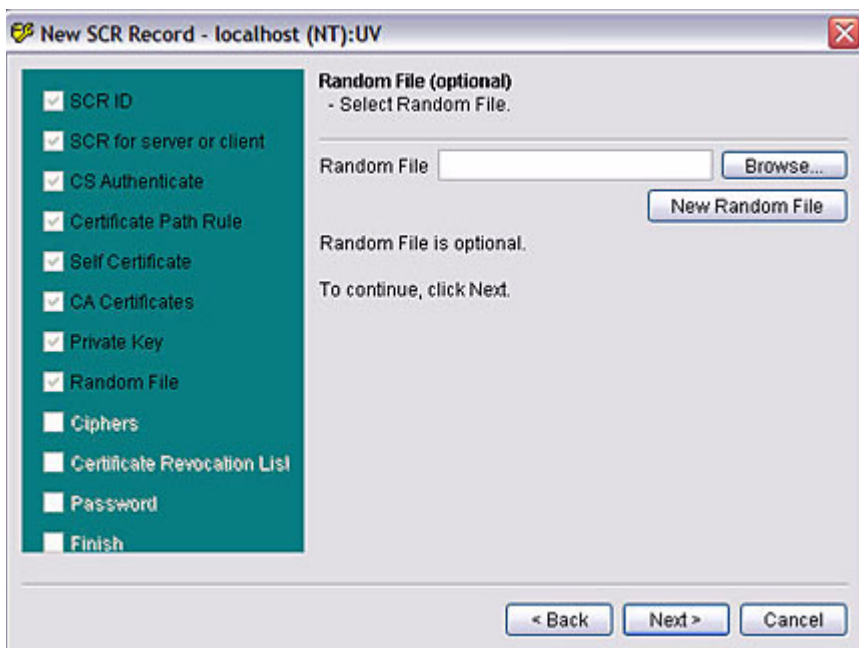 New SCR Record - localhost (NT):UV
SCR ID
SCR for server or client
CS Authenticate
Certificate Path Rule
Self Certificate
CA Certificates
Private Key
Random File
Ciphers
Certificate Revocation List
Password
Finish
Random File (optional)
- Select Random File.
Random File
Browse...
New Random File
Random File is optional.
To continue, click Next.
< Back
Next >
Cancel